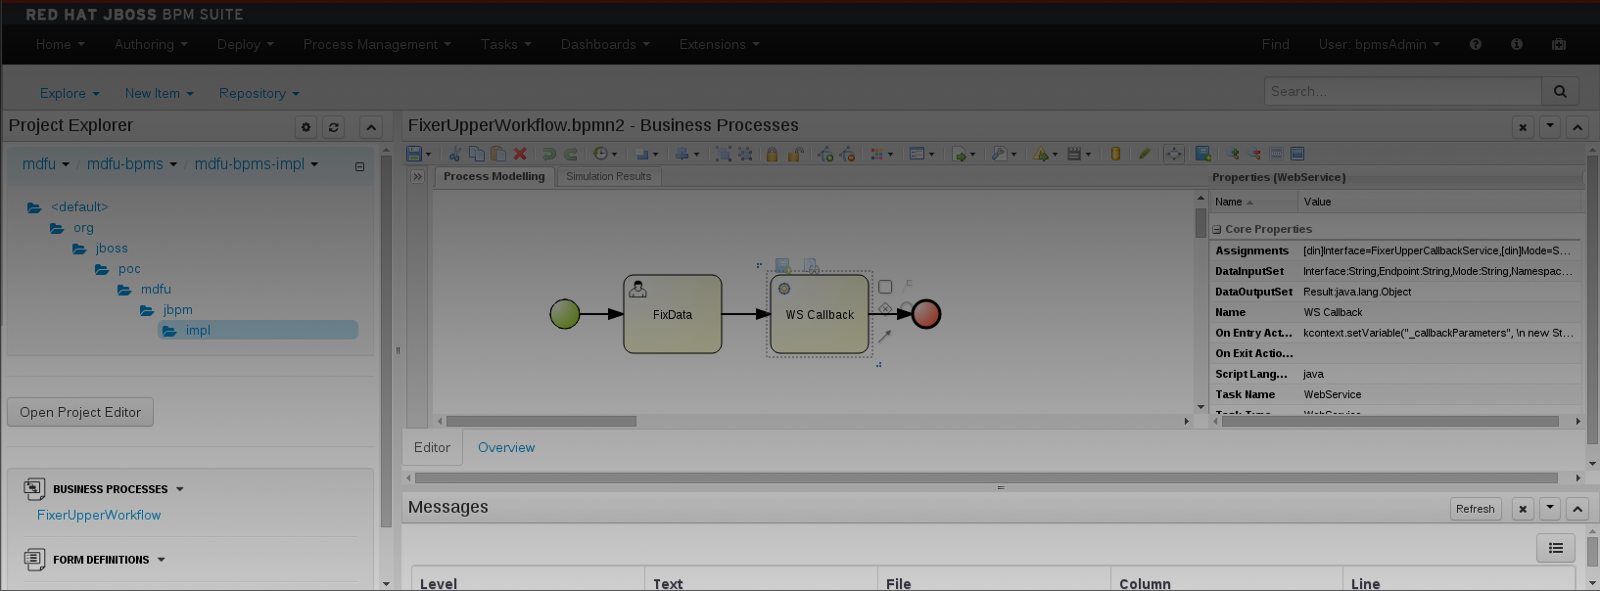 RED HAT JBOSS BPM SUITE
Home Authoring Deploy Process Management Tasks Dashboards Extensions Find User: bpmsAdmin
Explore New Item Repository Search...
Project Explorer
mdfu / mdfu-bpms / mdfu-bpms-impl
<default>
org
jboss
poc
mdfu
jbpm
impl
Open Project Editor
BUSINESS PROCESSES
FixerUpperWorkflow
FORM DEFINITIONS
FixerUpperWorkflow.bpmn2 - Business Processes
Process Modelling Simulation Results
FixData WS Callback
Properties (WebService)
Name Value
Core Properties
Assignments [din]Interface=FixerUpperCallbackService,[din]Mode=S...
DataInputSet Interface:String,Endpoint:String,Mode:String,Namespac...
DataOutputSet Result:java.lang.Object
Name WS Callback
On Entry Act... kcontext.setVariable("_callbackParameters", \n new St...
On Exit Actio...
Script Lang... java
Task Name WebService
Task Type WebService
Editor Overview
Messages Refresh
Level Text File Column Line